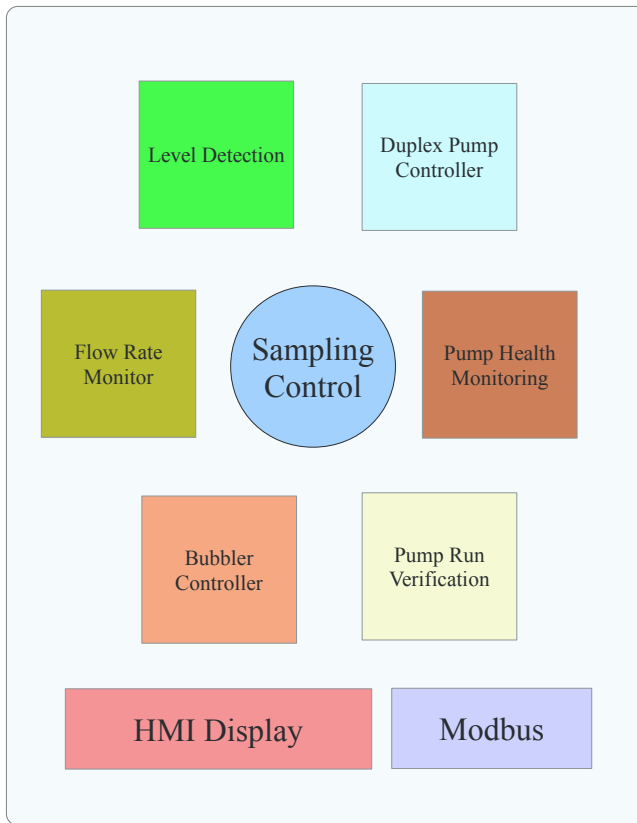 Level Detection
Duplex Pump
Controller
Flow Rate
Monitor
Sampling
Control
Pump Health
Monitoring
Bubbler
Controller
Pump Run
Verification
HMI Display
Modbus